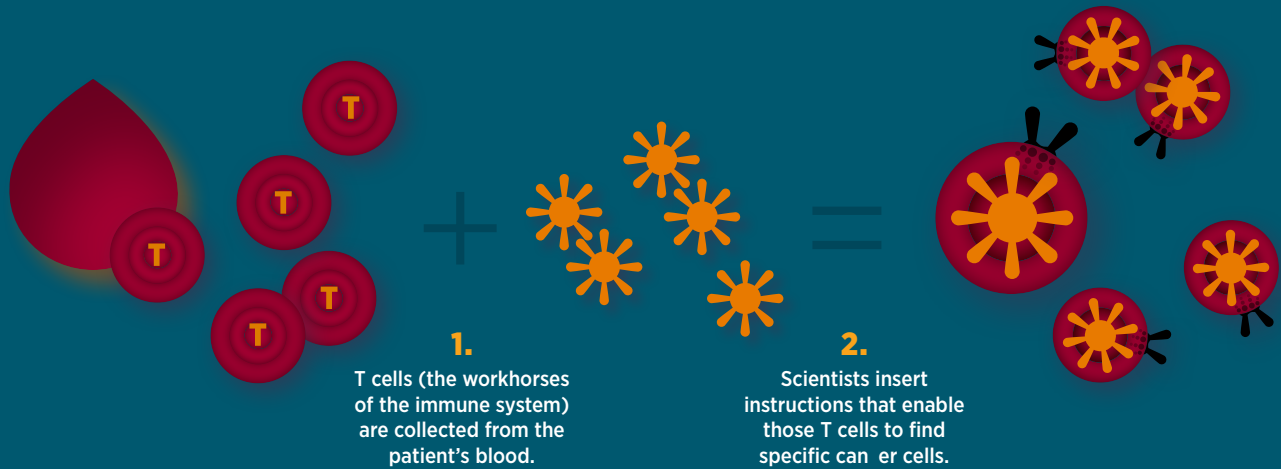 T
T
T
T
T
1.
T cells (the workhorses
of the immune system)
are collected from the
patient's blood.
2.
Scientists insert
instructions that enable
those T cells to find
specific can er cells.